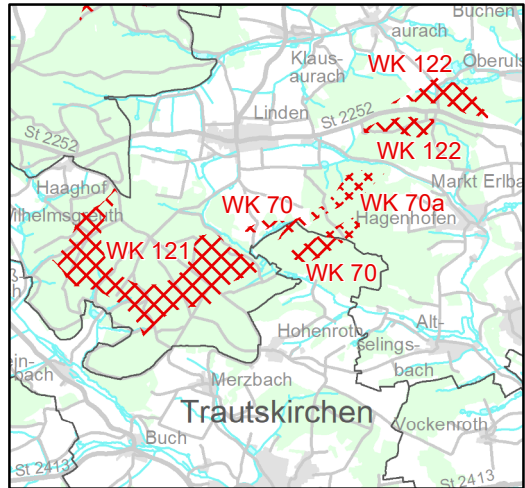 Buchen
aurach
Klaus-
aurach
WK 122
Oberuls
Linden
St 2252
St 2252
WK 122
Haaghof
Markt Erlba
WK 70
WK 70a
Wilhelmsgreuth
Hagenhofen
WK 121
WK 70
Hohenroth
Alt-
selings-
bach
ein-
bach
Merzbach
Trautskirchen
Vockenroth
Buch
St 2413
St 2413